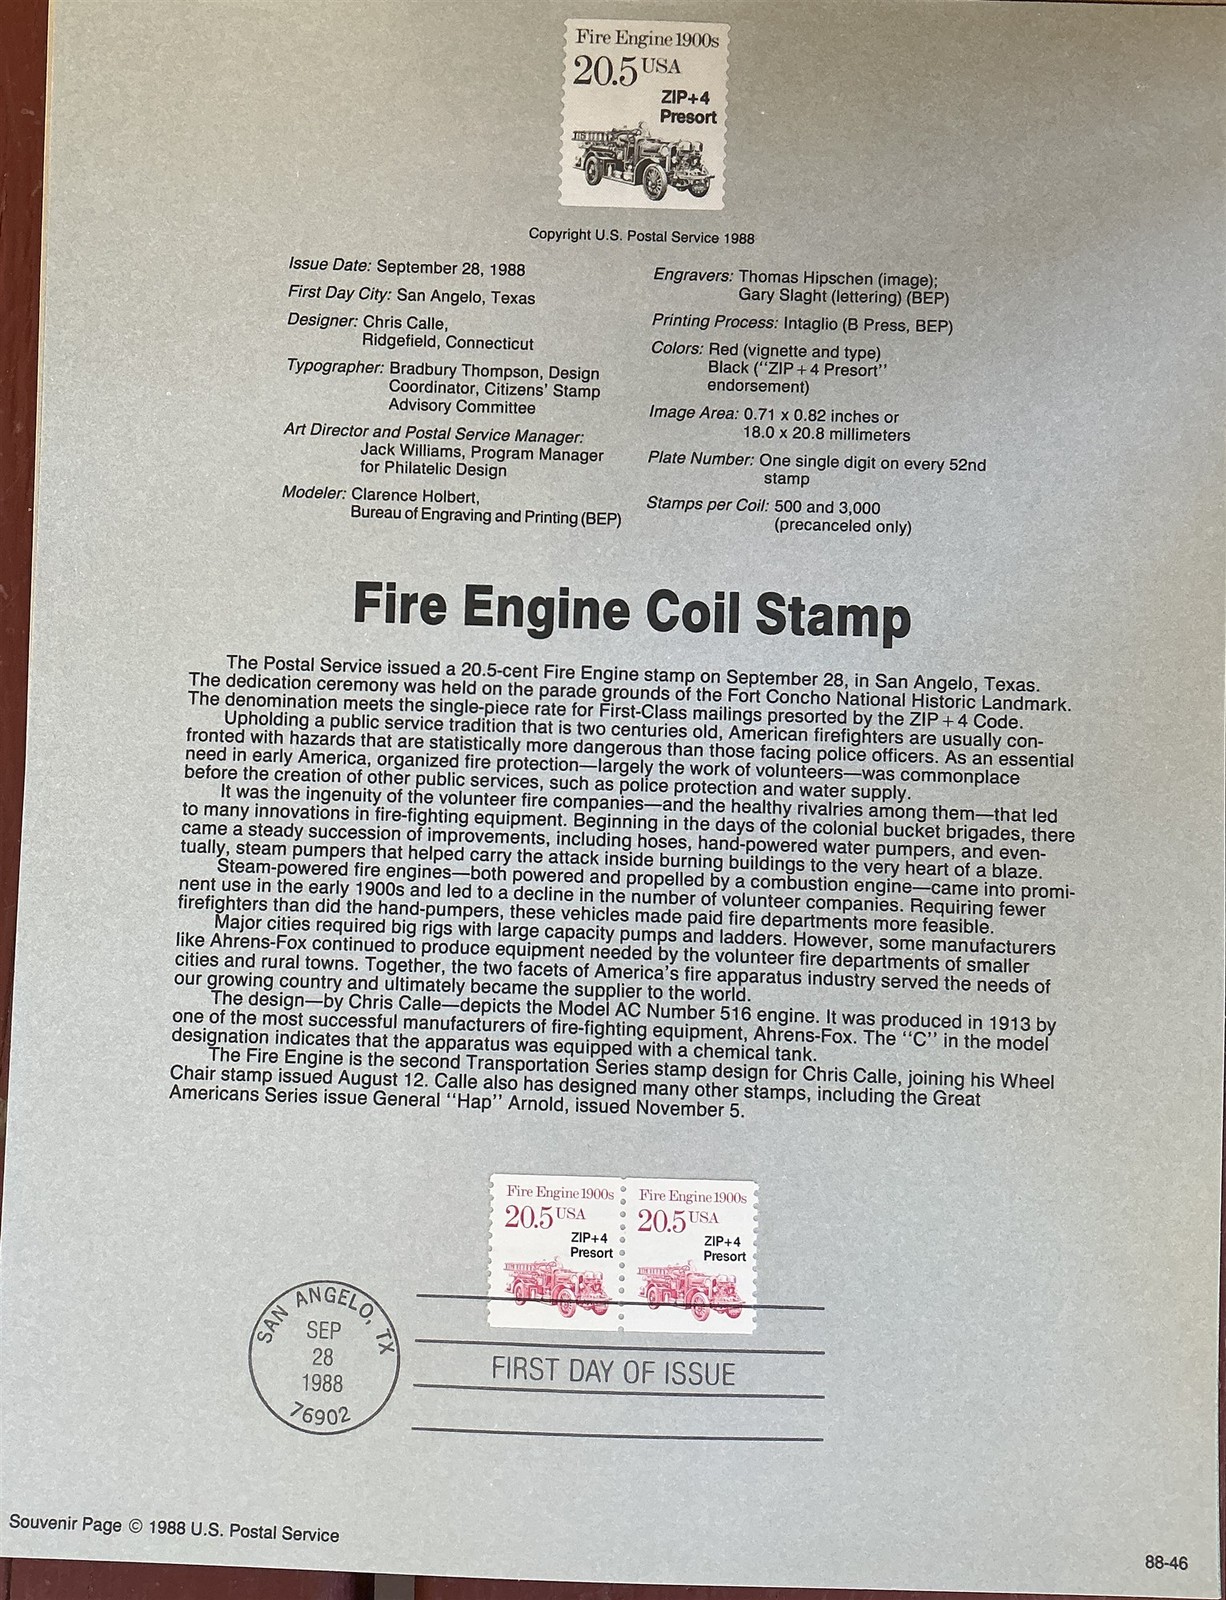 Fire Engine 1900s
20.5 USA
ZIP+4
Presort
Copyright U.S. Postal Service 1988
Issue Date: September 28, 1988
First Day City: San Angelo, Texas
Designer: Chris Calle,
Ridgefield, Connecticut
Typographer: Bradbury Thompson, Design
Coordinator, Citizens' Stamp
Advisory Committee
Art Director and Postal Service Manager:
Jack Williams, Program Manager
for Philatelic Design
Modeler: Clarence Holbert,
Bureau of Engraving and Printing (BEP)
Engravers: Thomas Hipschen (image);
Gary Slaght (lettering) (BEP)
Printing Process: Intaglio (B Press, BEP)
Colors: Red (vignette and type)
Black ("ZIP + 4 Presort"
endorsement)
Image Area: 0.71 x 0.82 inches or
18.0 x 20.8 millimeters
Plate Number: One single digit on every 52nd
stamp
Stamps per Coil: 500 and 3,000
(precanceled only)
Fire Engine Coil Stamp
The Postal Service issued a 20.5-cent Fire Engine stamp on September 28, in San Angelo, Texas.
The dedication ceremony was held on the parade grounds of the Fort Concho National Historic Landmark.
The denomination meets the single-piece rate for First-Class mailings presorted by the ZIP + 4 Code.
Upholding a public service tradition that is two centuries old, American firefighters are usually con-
fronted with hazards that are statistically more dangerous than those facing police officers. As an essential
need in early America, organized fire protection—largely the work of volunteers—was commonplace
before the creation of other public services, such as police protection and water supply.
It was the ingenuity of the volunteer fire companies—and the healthy rivalries among them—that led
to many innovations in fire-fighting equipment. Beginning in the days of the colonial bucket brigades, there
came a steady succession of improvements, including hoses, hand-powered water pumpers, and even-
tually, steam pumpers that helped carry the attack inside burning buildings to the very heart of a blaze.
Steam-powered fire engines—both powered and propelled by a combustion engine—came into promi-
nent use in the early 1900s and led to a decline in the number of volunteer companies. Requiring fewer
firefighters than did the hand-pumpers, these vehicles made paid fire departments more feasible.
Major cities required big rigs with large capacity pumps and ladders. However, some manufacturers
like Ahrens-Fox continued to produce equipment needed by the volunteer fire departments of smaller
cities and rural towns. Together, the two facets of America's fire apparatus industry served the needs of
our growing country and ultimately became the supplier to the world.
The design—by Chris Calle—depicts the Model AC Number 516 engine. It was produced in 1913 by
one of the most successful manufacturers of fire-fighting equipment, Ahrens-Fox. The "C" in the model
designation indicates that the apparatus was equipped with a chemical tank.
The Fire Engine is the second Transportation Series stamp design for Chris Calle, joining his Wheel
Chair stamp issued August 12. Calle also has designed many other stamps, including the Great
Americans Series issue General "Hap" Arnold, issued November 5.
Fire Engine 1900s
20.5 USA
ZIP+4
Presort
Fire Engine 1900s
20.5 USA
ZIP+4
Presort
SAN ANGELO, TX
SEP
28
1988
76902
FIRST DAY OF ISSUE
Souvenir Page © 1988 U.S. Postal Service
88-46